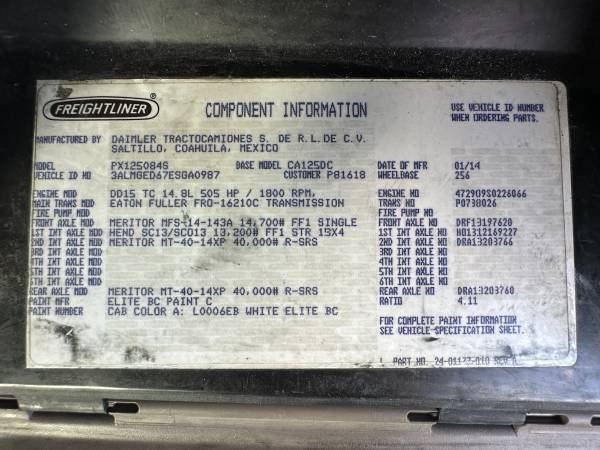 FREIGHTLINER
COMPONENT INFORMATION
USE VEHICLE ID NUMBER
WHEN ORDERING PARTS.
MANUFACTURED BY DAIMLER TRACTOCAMIONES S. DE R.L.DE C.V.
SALTILLO, COAHUILA, MEXICO
MODEL PX125084S BASE MODEL CA125DC DATE OF MFR 01/14
VEHICLE ID NO 3ALMGED67ESGA0987 CUSTOMER P81618 WHEELBASE 256
ENGINE MOD DD15 TC 14.8L 505 HP / 1800 RPM, ENGINE NO 472909S0226066
MAIN TRANS MOD EATON FULLER FRO-16210C TRANSMISSION TRANS NO P0738026
FIRE PUMP MOD FIRE PUMP NO
FRONT AXLE MOD MERITOR MFS-14-143A 14,700# FF1 SINGLE FRONT AXLE NO DRF13197620
1ST INT AXLE MOD HEND SC13/SC013 13,200# FF1 STR 15X4 1ST INT AXLE NO H01312169227
2ND INT AXLE MOD MERITOR MT-40-14XP 40,000# R-SRS 2ND INT AXLE NO DRA13203766
3RD INT AXLE MOD 3RD INT AXLE NO
4TH INT AXLE MOD 4TH INT AXLE NO
5TH INT AXLE MOD 5TH INT AXLE NO
6TH INT AXLE MOD 6TH INT AXLE NO
REAR AXLE MOD MERITOR MT-40-14XP 40,000# R-SRS REAR AXLE NO DRA13203760
PAINT MFR ELITE BC PAINT C RATIO 4.11
PAINT NUMBER CAB COLOR A: L0006EB WHITE ELITE BC
FOR COMPLETE PAINT INFORMATION
SEE VEHICLE SPECIFICATION SHEET.
PART NO.